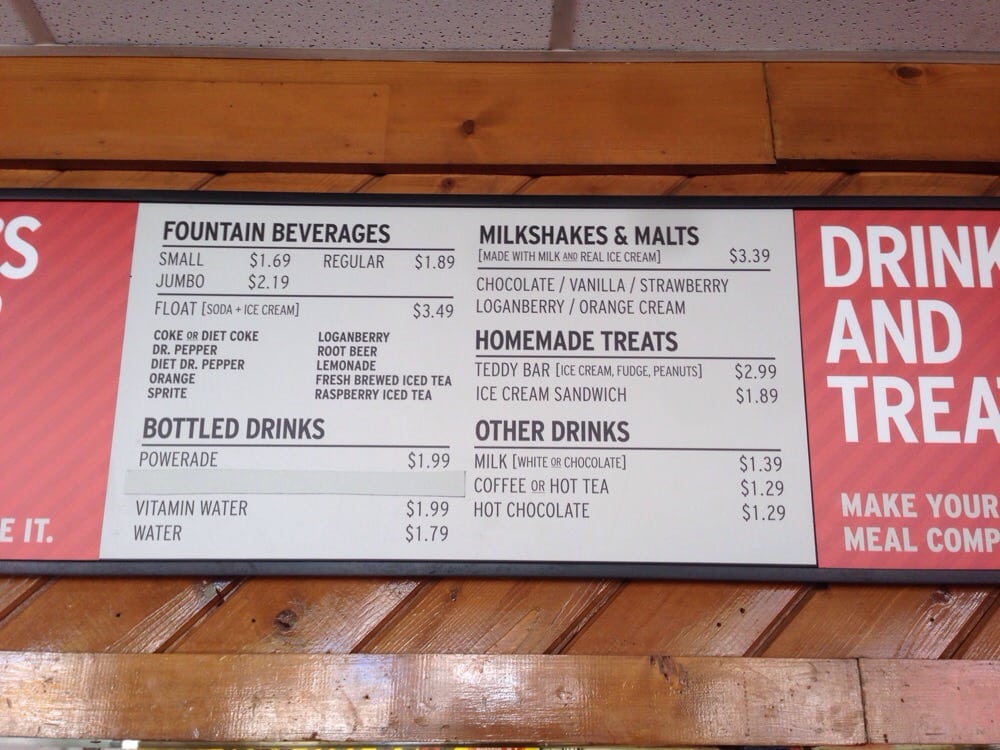 'S
E IT.
FOUNTAIN BEVERAGES
SMALL $1.69 REGULAR $1.89
JUMBO $2.19
FLOAT [SODA + ICE CREAM] $3.49
COKE OR DIET COKE
DR. PEPPER
DIET DR. PEPPER
ORANGE
SPRITE
LOGANBERRY
ROOT BEER
LEMONADE
FRESH BREWED ICED TEA
RASPBERRY ICED TEA
BOTTLED DRINKS
POWERADE $1.99
VITAMIN WATER $1.99
WATER $1.79
MILKSHAKES & MALTS
[MADE WITH MILK AND REAL ICE CREAM] $3.39
CHOCOLATE / VANILLA / STRAWBERRY
LOGANBERRY / ORANGE CREAM
HOMEMADE TREATS
TEDDY BAR [ICE CREAM, FUDGE, PEANUTS] $2.99
ICE CREAM SANDWICH $1.89
OTHER DRINKS
MILK [WHITE OR CHOCOLATE] $1.39
COFFEE OR HOT TEA $1.29
HOT CHOCOLATE $1.29
DRINK
AND
TREA
MAKE YOUR
MEAL COMP